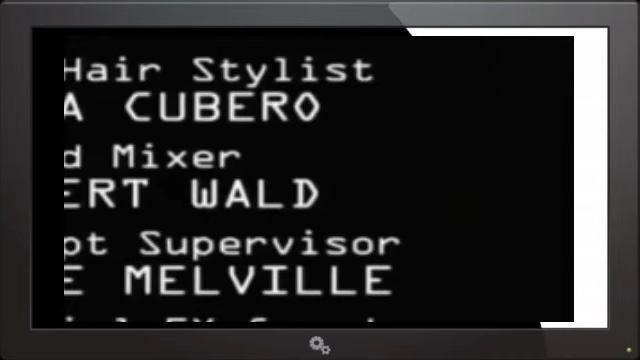 Hair Stylist
A CUBERO
d Mixer
ERT WALD
pt Supervisor
E MELVILLE